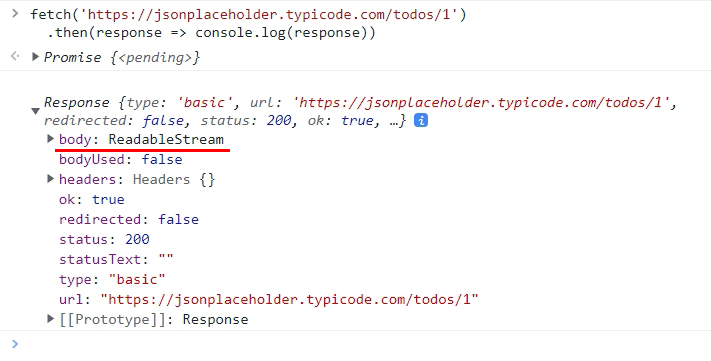 fetch('https://jsonplaceholder.typicode.com/todos/1')
.then(response => console.log(response))
Promise {<pending>}
Response {type: 'basic', url: 'https://jsonplaceholder.typicode.com/todos/1',
redirected: false, status: 200, ok: true, …} i
body: ReadableStream
bodyUsed: false
headers: Headers {}
ok: true
redirected: false
status: 200
statusText: ""
type: "basic"
url: "https://jsonplaceholder.typicode.com/todos/1"
[[Prototype]]: Response